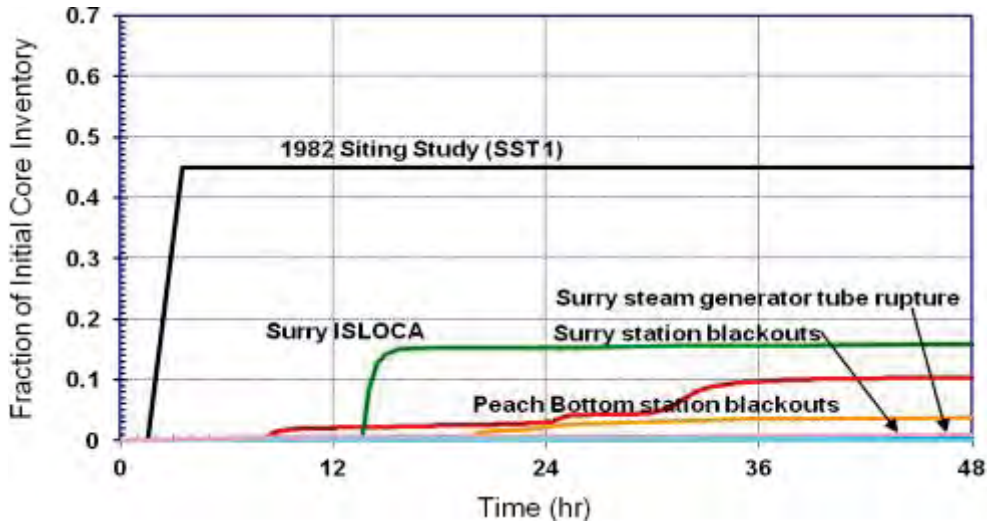 Fraction of Initial Core Inventory
0.7
0.6
0.5
0.4
0.3
0.2
0.1
0
1982 Siting Study (SST1)
Surry steam generator tube rupture
Surry ISLOCA
Surry station blackouts
Peach Bottom station blackouts
0
12
24
36
48
Time (hr)